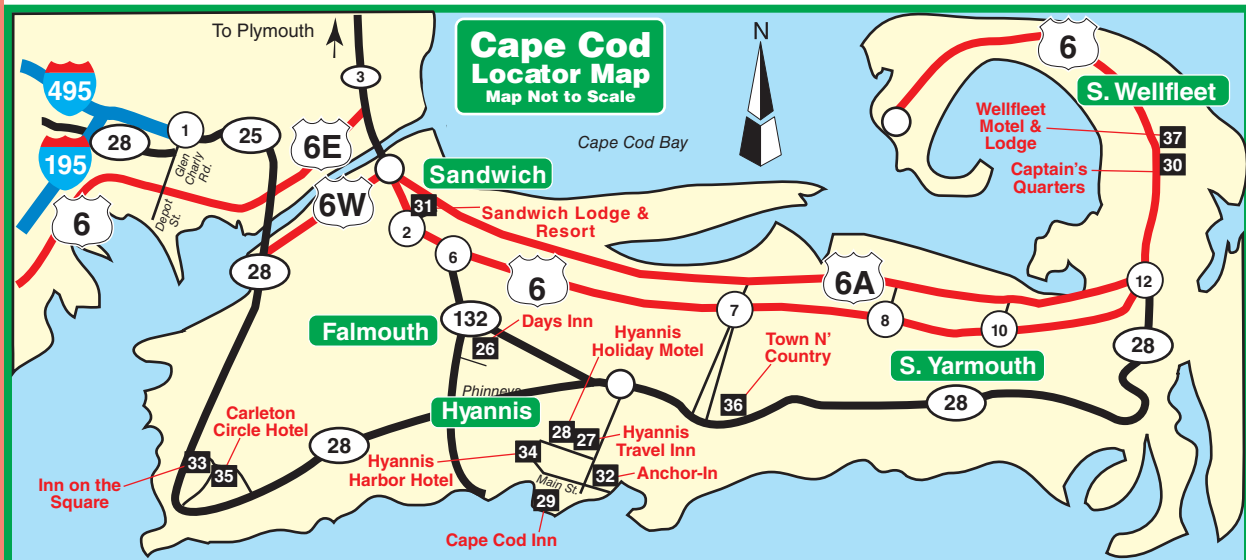 To Plymouth
Cape Cod
Locator Map
Map Not to Scale
N
6
3
495
S. Wellfleet
28
1
25
6E
Wellfleet
Motel &
Lodge
37
Cape Cod Bay
195
Glen
Charly
Rd.
Sandwich
30
Captain's
Quarters
6W
31
Sandwich Lodge &
Resort
6
Depot
St.
2
6
28
6
6A
12
7
8
10
132
Days Inn
26
Falmouth
Hyannis
Holiday Motel
Town N'
Country
28
S. Yarmouth
Phinneys
36
28
Hyannis
Carleton
Circle Hotel
28
28
27
Hyannis
Travel Inn
33
35
34
Hyannis
Harbor Hotel
32
Anchor-In
Inn on the
Square
Main St.
29
Cape Cod Inn